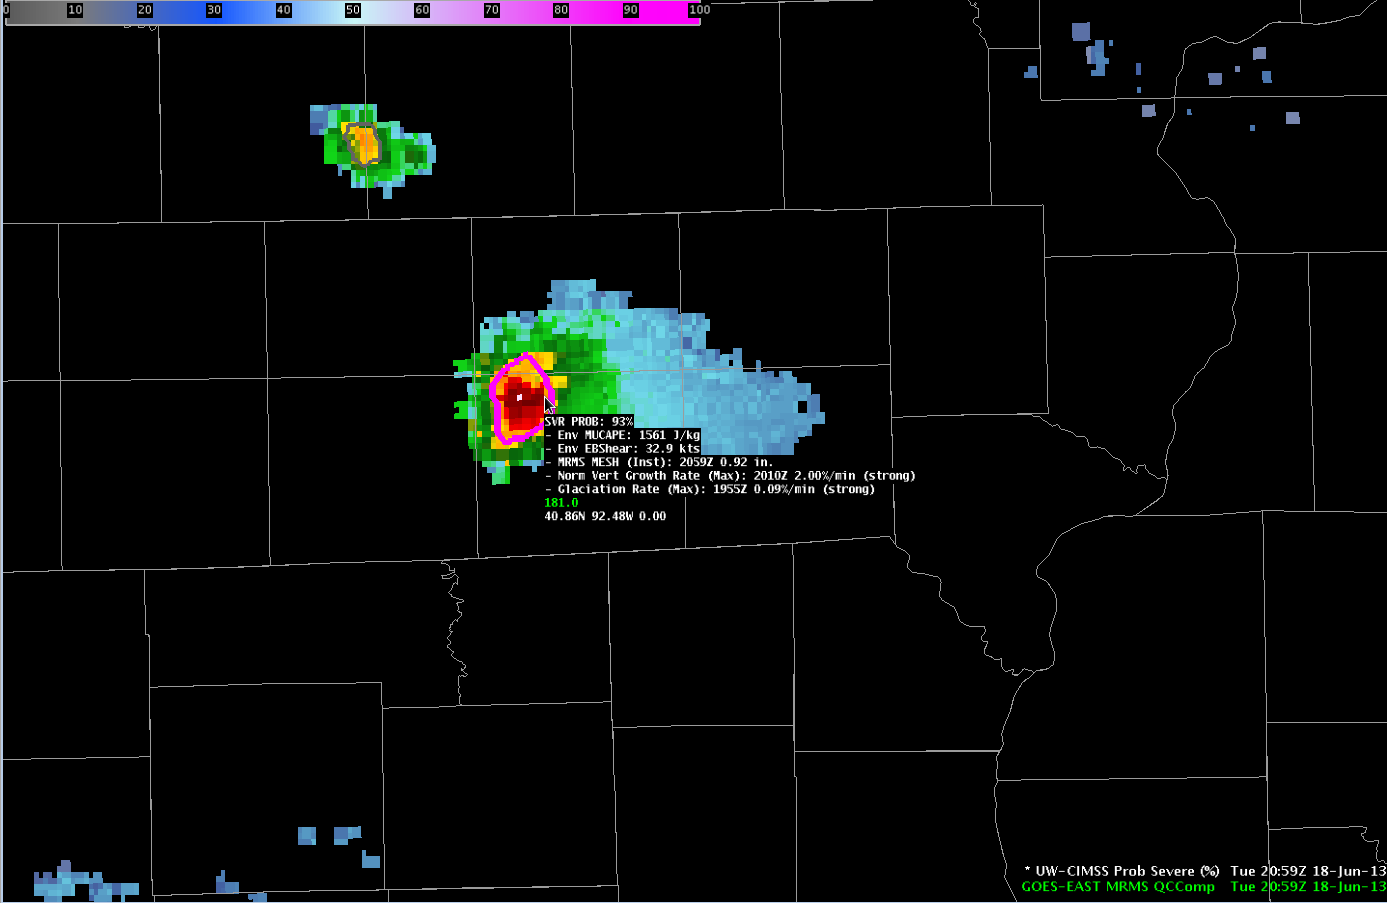 0 10 20 30 40 50 60 70 80 90 100
SVR PROB: 93%
- Env MUCAPE: 1561 J/kg
- Env EBShear: 32.9 kts
- MRMS MESH (Inst): 2059Z 0.92 in.
- Norm Vert Growth Rate (Max): 2010Z 2.00%/min (strong)
- Glaciation Rate (Max): 1955Z 0.09%/min (strong)
181.0
40.86N 92.48W 0.00
* UW-CIMSS Prob Severe (%) Tue 20:59Z 18-Jun-13
GOES-EAST MRMS QCComp Tue 20:59Z 18-Jun-13